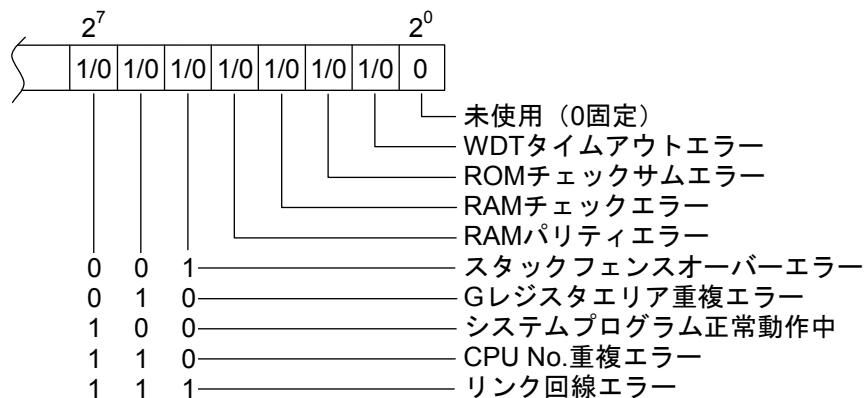 2⁷ 2⁰
1/0 1/0 1/0 1/0 1/0 1/0 1/0 0
未使用（0固定）
WDTタイムアウトエラー
ROMチェックサムエラー
RAMチェックエラー
RAMパリティエラー
0 0 1 スタックフェンスオーバーエラー
0 1 0 Gレジスタエリア重複エラー
1 0 0 システムプログラム正常動作中
1 1 0 CPU No.重複エラー
1 1 1 リンク回線エラー